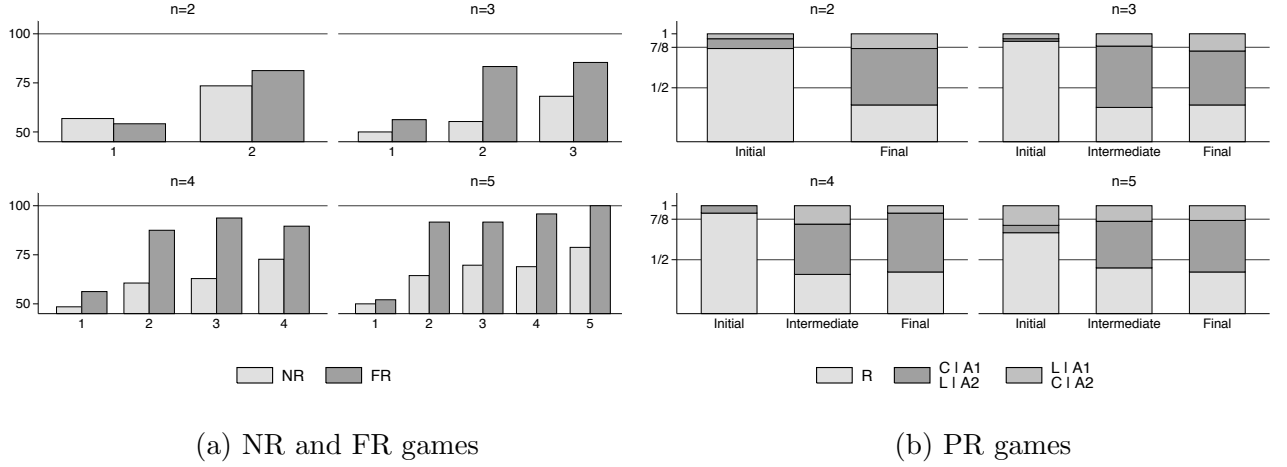 n=2
n=3
100
75
50
1
2
1
2
3
n=4
n=5
100
75
50
1
2
3
4
1
2
3
4
5
NR
FR
(a) NR and FR games
n=2
n=3
1
7/8
1/2
Initial
Final
Initial
Intermediate
Final
n=4
n=5
1
7/8
1/2
Initial
Intermediate
Final
Initial
Intermediate
Final
R
C | A1
L | A2
L | A1
C | A2
(b) PR games